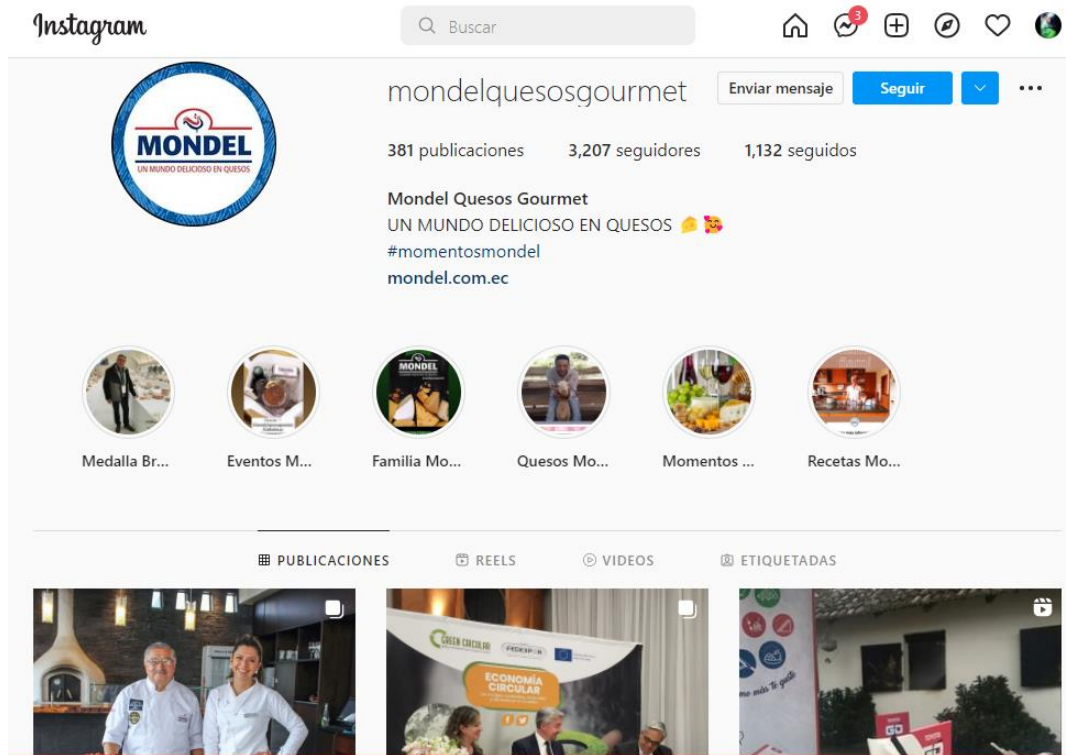 Instagram
Buscar
3
mondelquesosgourmet
Enviar mensaje
Seguir
MONDEL
UN MUNDO DELICIOSO EN QUESOS
381 publicaciones
3,207 seguidores
1,132 seguidos
Mondel Quesos Gourmet
UN MUNDO DELICIOSO EN QUESOS 🧀 🥰
#momentosmondel
mondel.com.ec
MONDEL
Medalla Br...
Eventos M...
Familia Mo...
Quesos Mo...
Momentos ...
Recetas Mo...
PUBLICACIONES
REELS
VIDEOS
ETIQUETADAS
GREEN CIRCULAR
FEDEXPOR
ECONOMÍA
CIRCULAR
GO